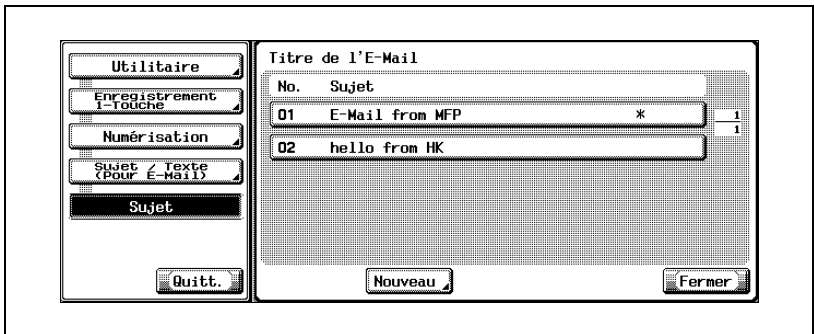 Utilitaire
Enregistrement
1-Touche
Numérisation
Sujet / Texte
(Pour E-Mail)
Sujet
Quitt.
Titre de l'E-Mail
No. Sujet
01 E-Mail from MFP *
02 hello from HK
1
1
Nouveau
Fermer